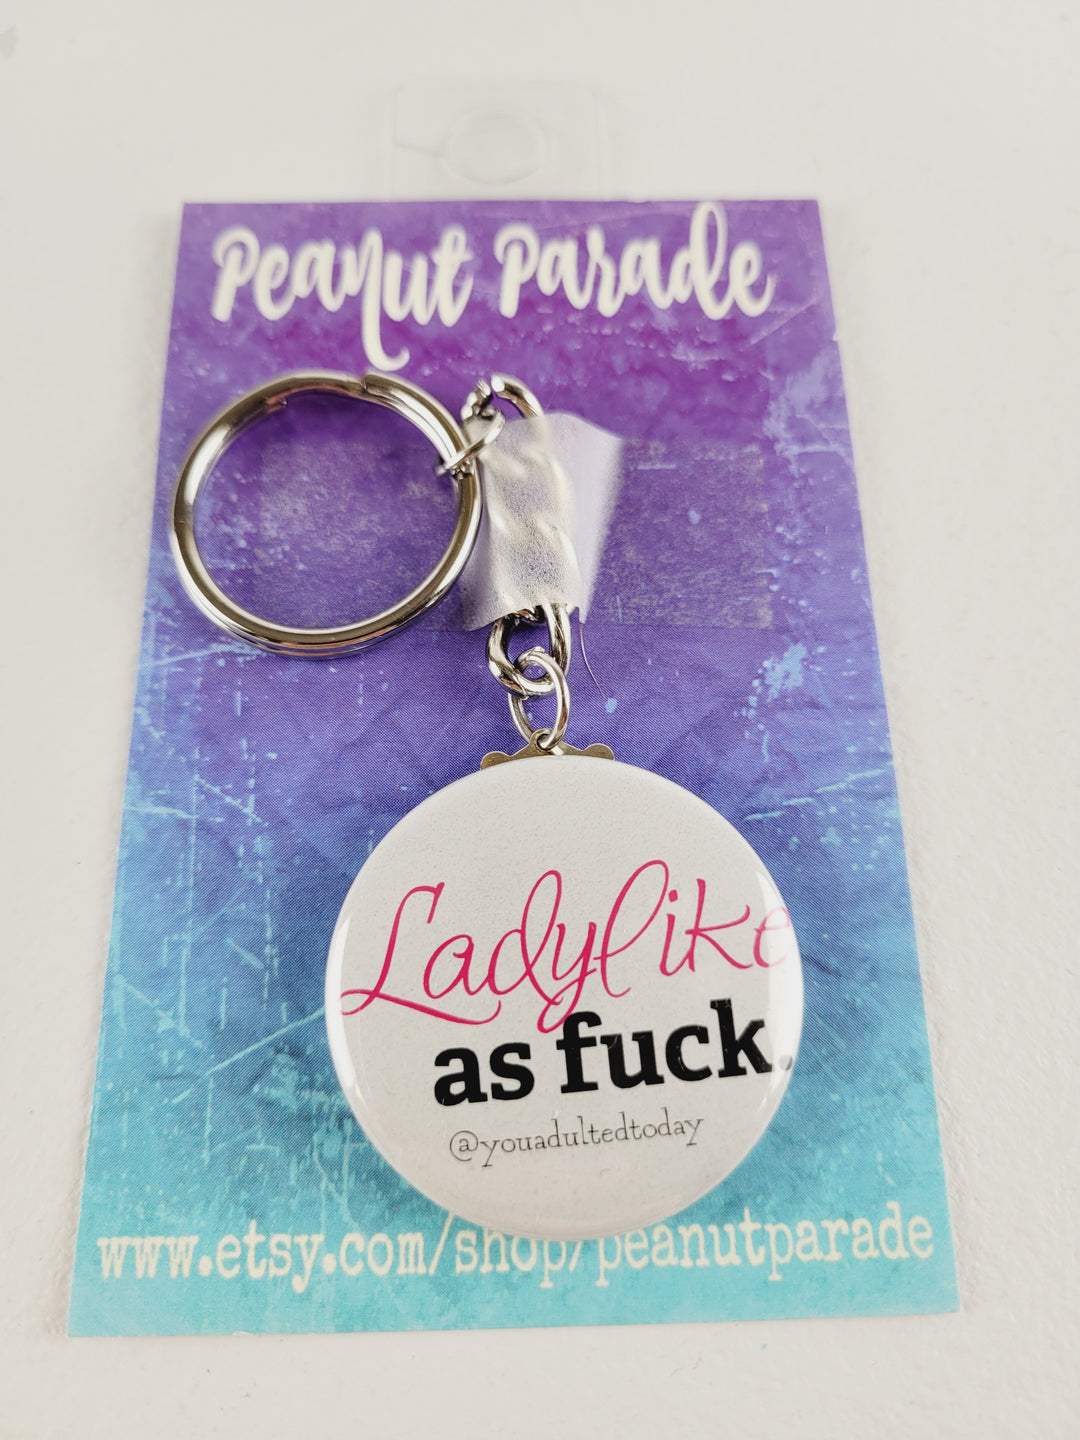 Peanut Parade
Ladylike
as fuck.
@youadultedtoday
www.etsy.com/shop/peanutparade